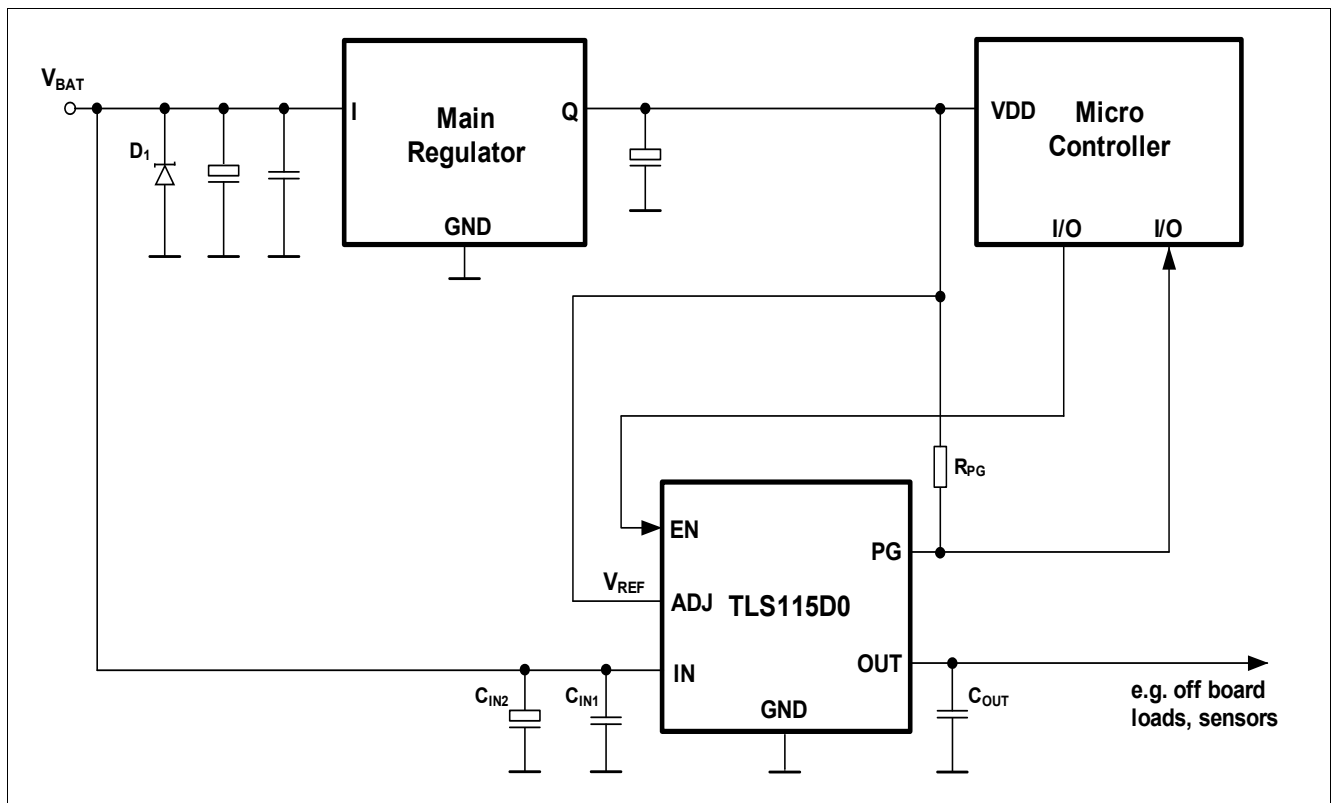 VBAT
D1
I
Main
Regulator
Q
GND
VDD
Micro
Controller
I/O
I/O
RPG
EN
PG
VREF
ADJ
TLS115D0
IN
OUT
GND
CIN2
CIN1
COUT
e.g. off board
loads, sensors